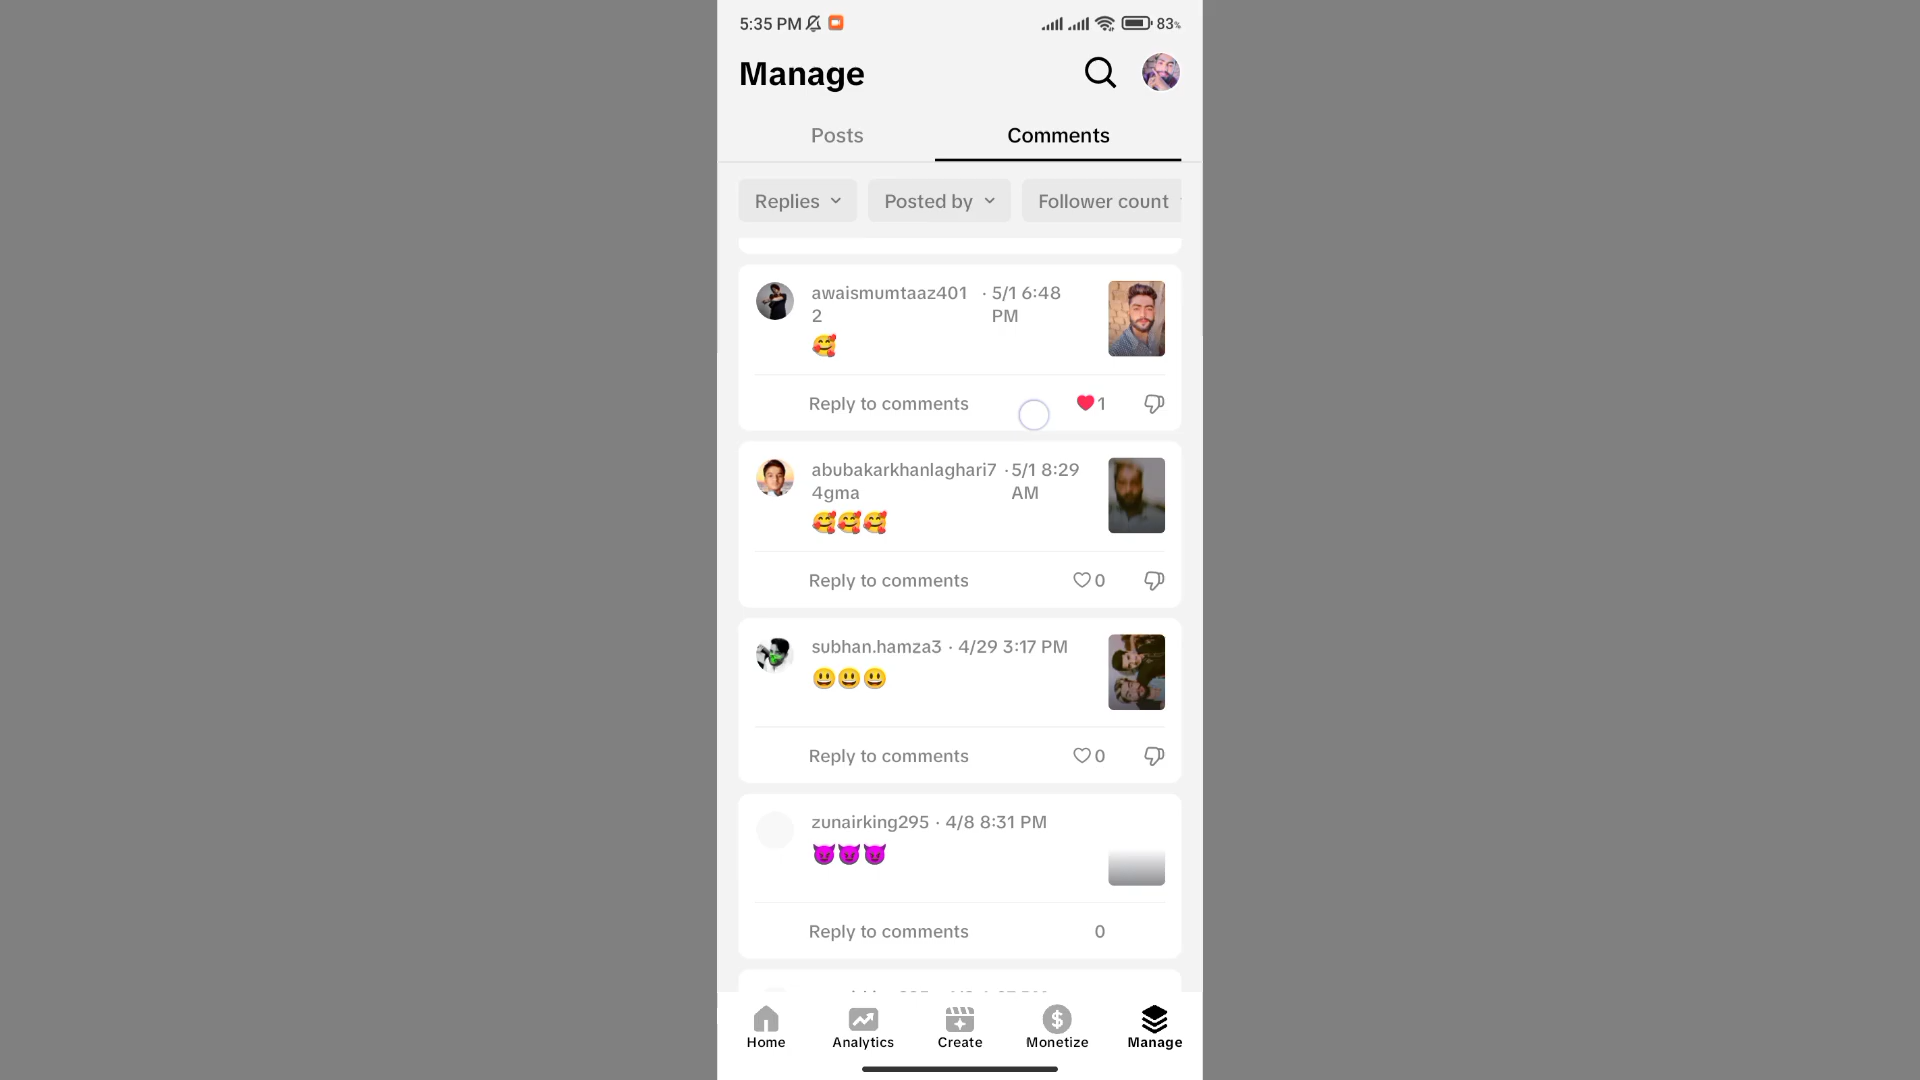 5:35 PM
83%
Manage
Posts
Comments
Replies
Posted by
Follower count
awaismumtaaz401 · 5/1 6:48
2 PM
🥰
Reply to comments
1
abubakarkhanlaghari7 · 5/1 8:29
4gma AM
🥰🥰🥰
Reply to comments
0
subhan.hamza3 · 4/29 3:17 PM
😃😃😃
Reply to comments
0
zunairking295 · 4/8 8:31 PM
😈😈😈
Reply to comments
0
Home
Analytics
Create
Monetize
Manage